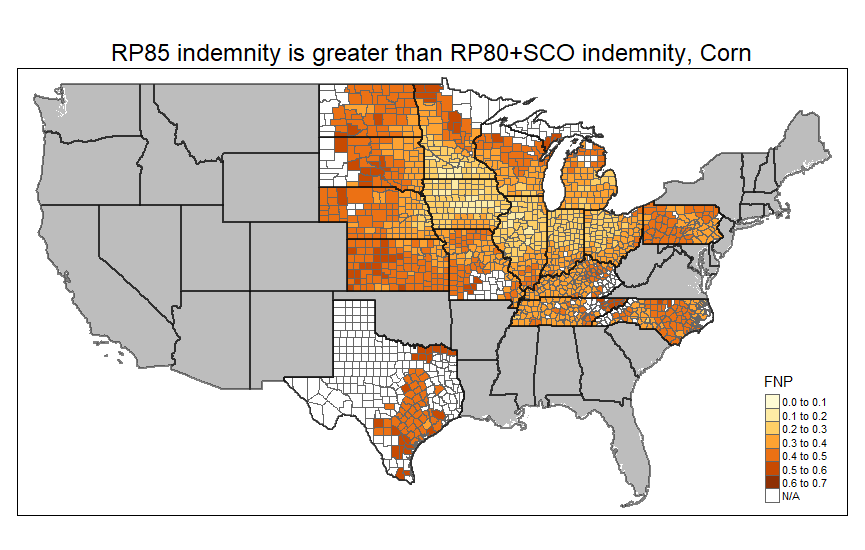 RP85 indemnity is greater than RP80+SCO indemnity, Corn
FNP
0.0 to 0.1
0.1 to 0.2
0.2 to 0.3
0.3 to 0.4
0.4 to 0.5
0.5 to 0.6
0.6 to 0.7
N/A